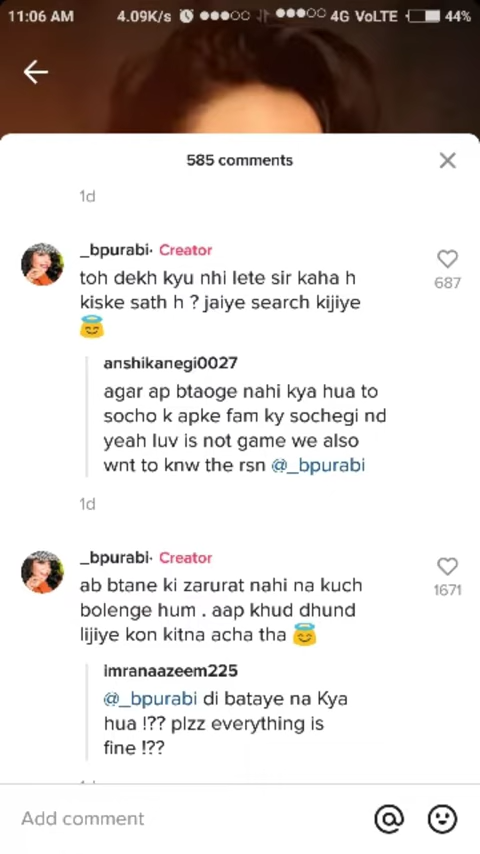 11:06 AM 4.09K/s 4G VoLTE 44%
585 comments
1d
_bpurabi· Creator
toh dekh kyu nhi lete sir kaha h
kiske sath h ? jaiye search kijiye
😇
687
anshikanegi0027
agar ap btaoge nahi kya hua to
socho k apke fam ky sochegi nd
yeah luv is not game we also
wnt to knw the rsn @_bpurabi
1d
_bpurabi· Creator
ab btane ki zarurat nahi na kuch
bolenge hum . aap khud dhund
lijiye kon kitna acha tha 😇
1671
imranaazeem225
@_bpurabi di bataye na Kya
hua !?? plzz everything is
fine !??
Add comment